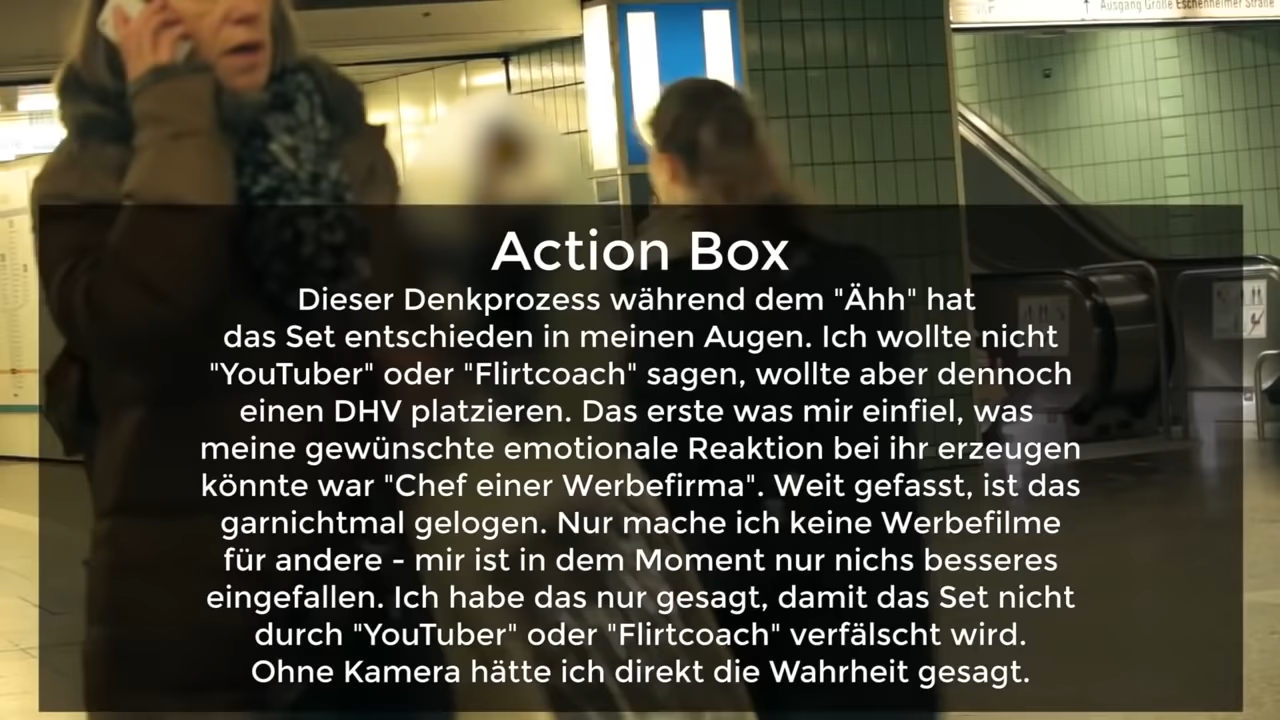 Ausgang Große Eschenheimer Straße
Action Box
Dieser Denkprozess während dem "Ähh" hat
das Set entschieden in meinen Augen. Ich wollte nicht
"YouTuber" oder "Flirtcoach" sagen, wollte aber dennoch
einen DHV platzieren. Das erste was mir einfiel, was
meine gewünschte emotionale Reaktion bei ihr erzeugen
könnte war "Chef einer Werbefirma". Weit gefasst, ist das
garnichtmal gelogen. Nur mache ich keine Werbefilme
für andere - mir ist in dem Moment nur nichs besseres
eingefallen. Ich habe das nur gesagt, damit das Set nicht
durch "YouTuber" oder "Flirtcoach" verfälscht wird.
Ohne Kamera hätte ich direkt die Wahrheit gesagt.